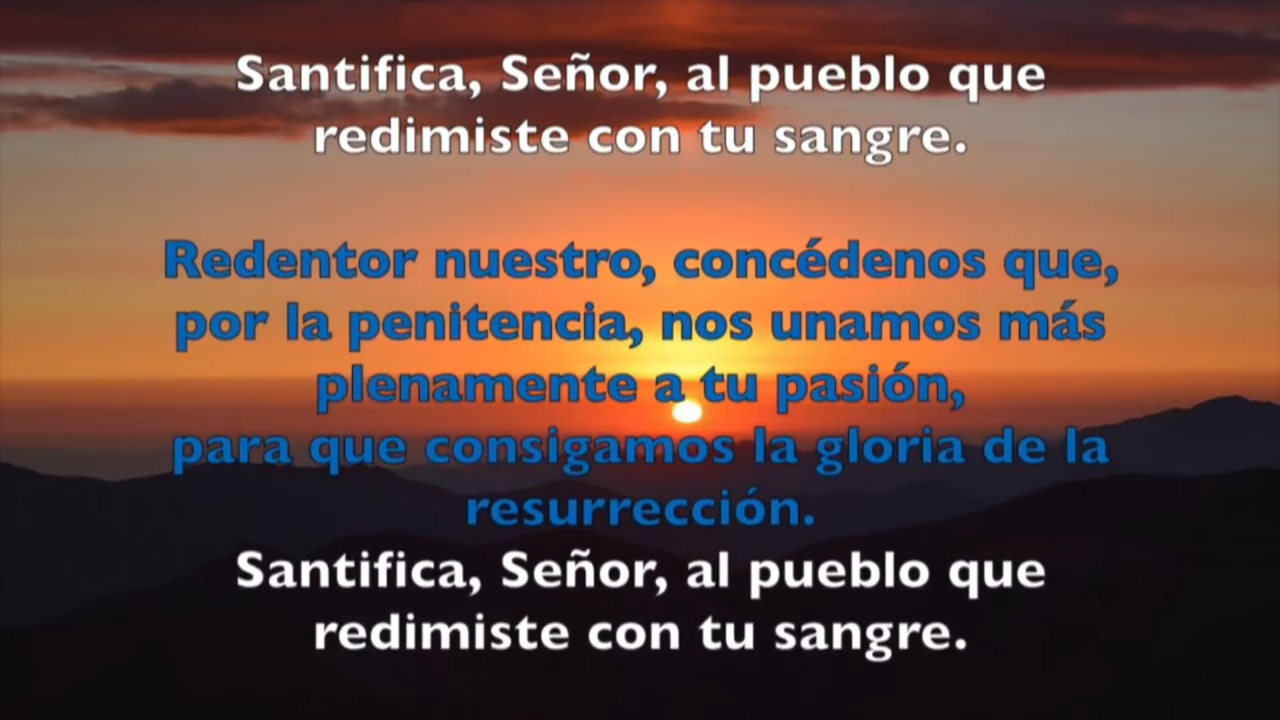 Santifica, Señor, al pueblo que
redimiste con tu sangre.
Redentor nuestro, concédenos que,
por la penitencia, nos unamos más
plenamente a tu pasión,
para que consigamos la gloria de la
resurrección.
Santifica, Señor, al pueblo que
redimiste con tu sangre.